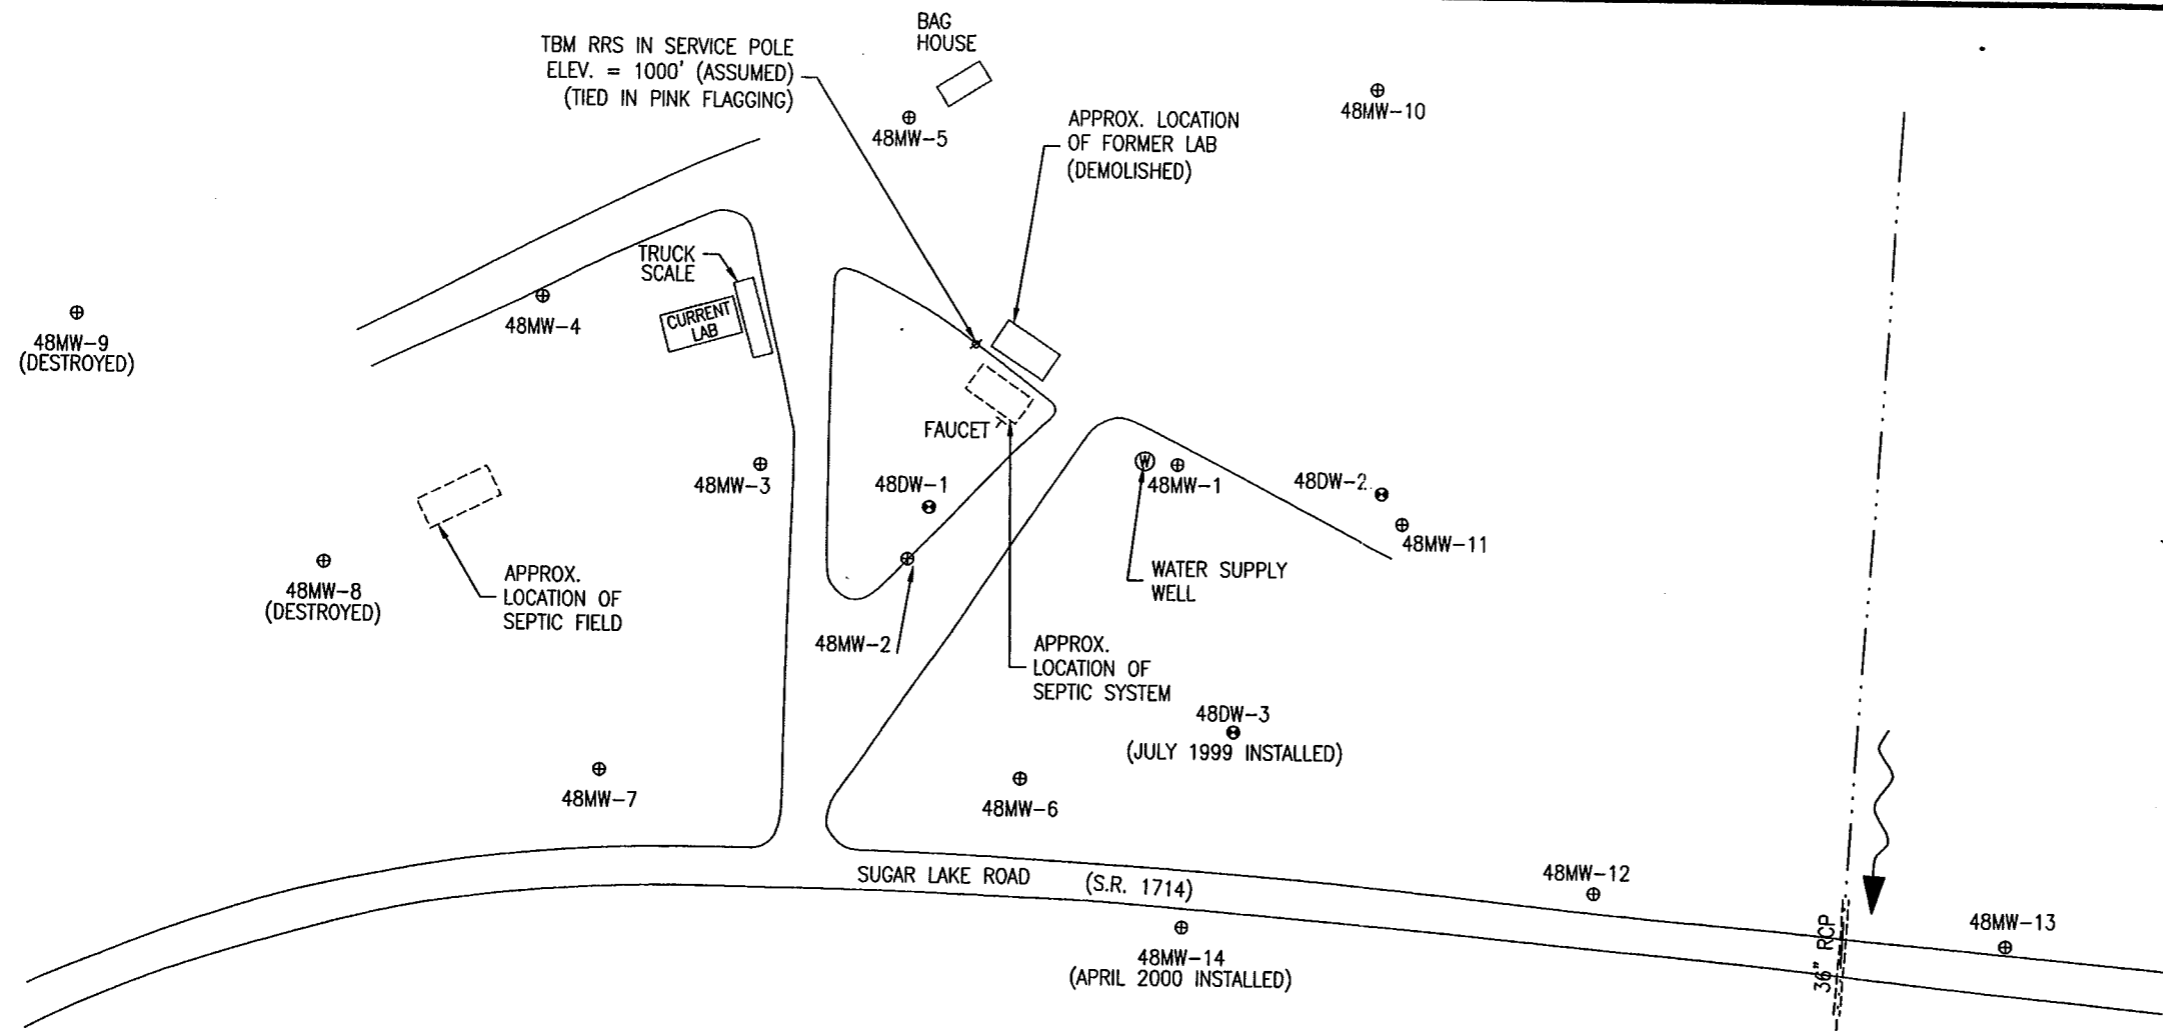 BAG
HOUSE
TBM RRS IN SERVICE POLE
ELEV. = 1000' (ASSUMED)
(TIED IN PINK FLAGGING)
48MW-5
48MW-10
APPROX. LOCATION
OF FORMER LAB
(DEMOLISHED)
TRUCK
SCALE
CURRENT
LAB
48MW-4
48MW-9
(DESTROYED)
FAUCET
48MW-3
48DW-1
W
48MW-1
48DW-2
48MW-11
APPROX.
LOCATION OF
SEPTIC FIELD
48MW-8
(DESTROYED)
WATER SUPPLY
WELL
48MW-2
APPROX.
LOCATION OF
SEPTIC SYSTEM
48DW-3
(JULY 1999 INSTALLED)
48MW-7
48MW-6
SUGAR LAKE ROAD (S.R. 1714)
48MW-12
48MW-13
36" RCP
48MW-14
(APRIL 2000 INSTALLED)